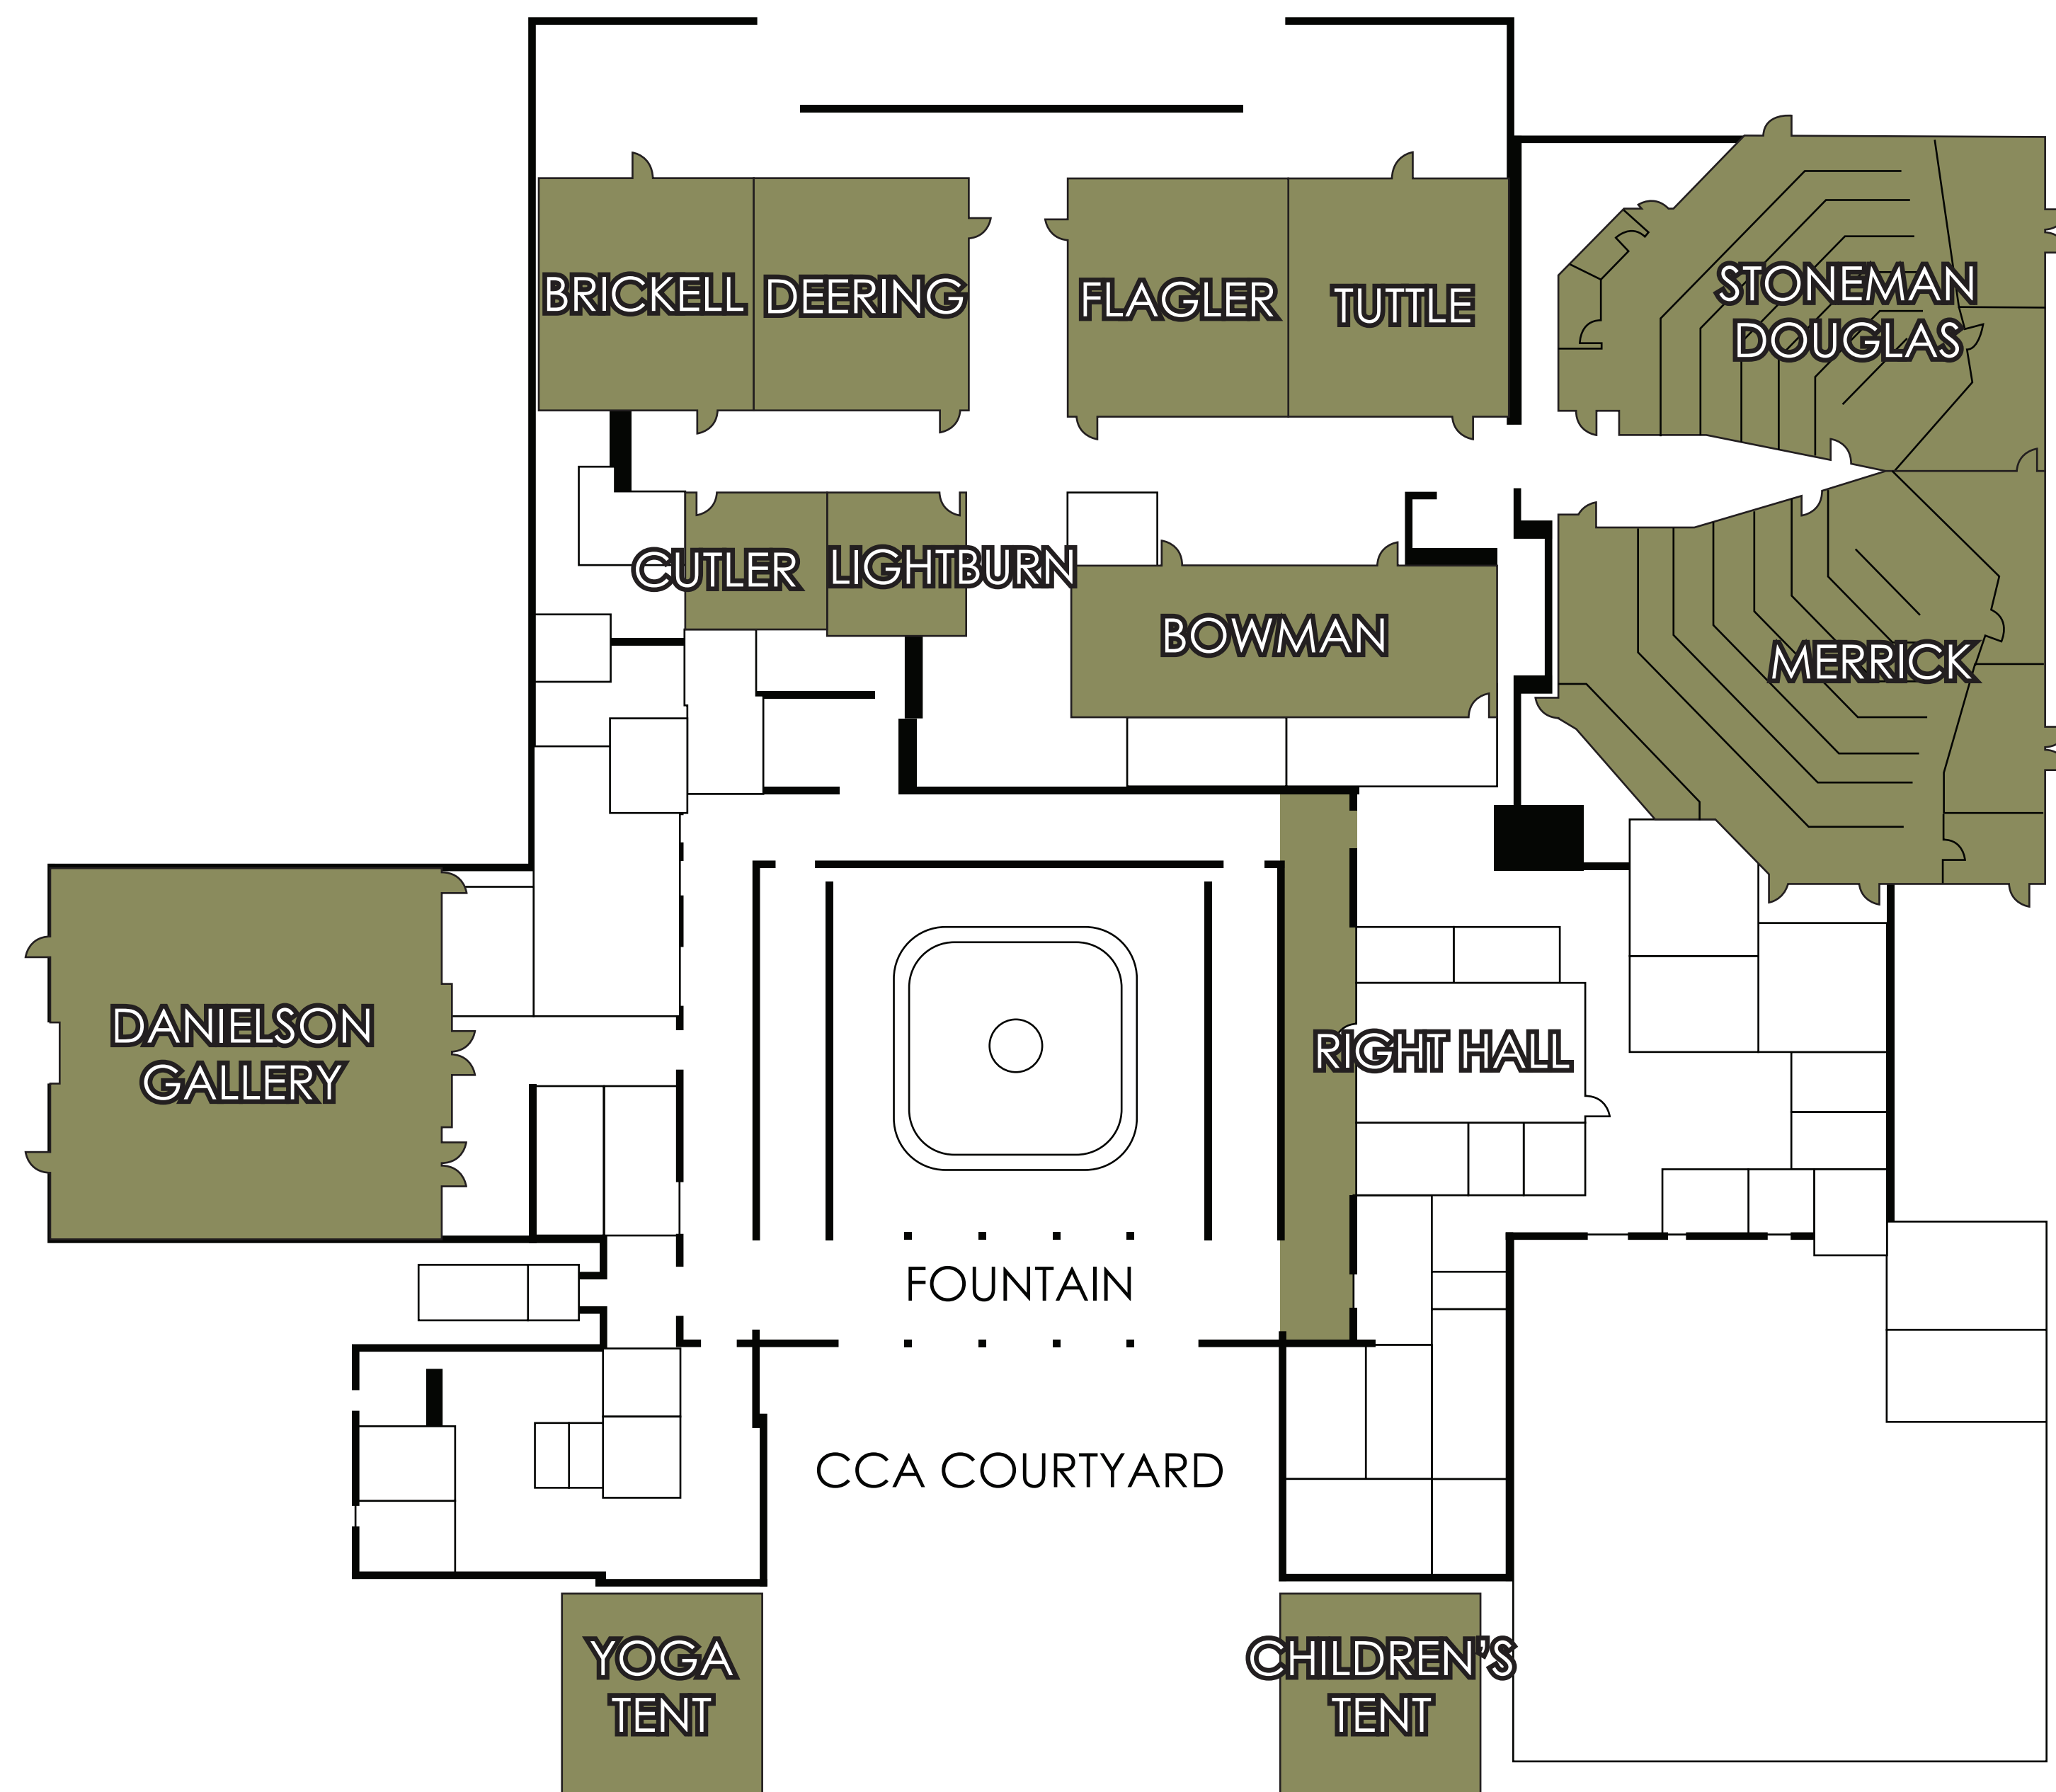 BRICKELL
DEERING
FLAGLER
TUTTLE
STONEMAN
DOUGLAS
CUTLER
LIGHTBURN
BOWMAN
MERRICK
DANIELSON
GALLERY
RIGHT HALL
FOUNTAIN
CCA COURTYARD
YOGA
TENT
CHILDREN'S
TENT